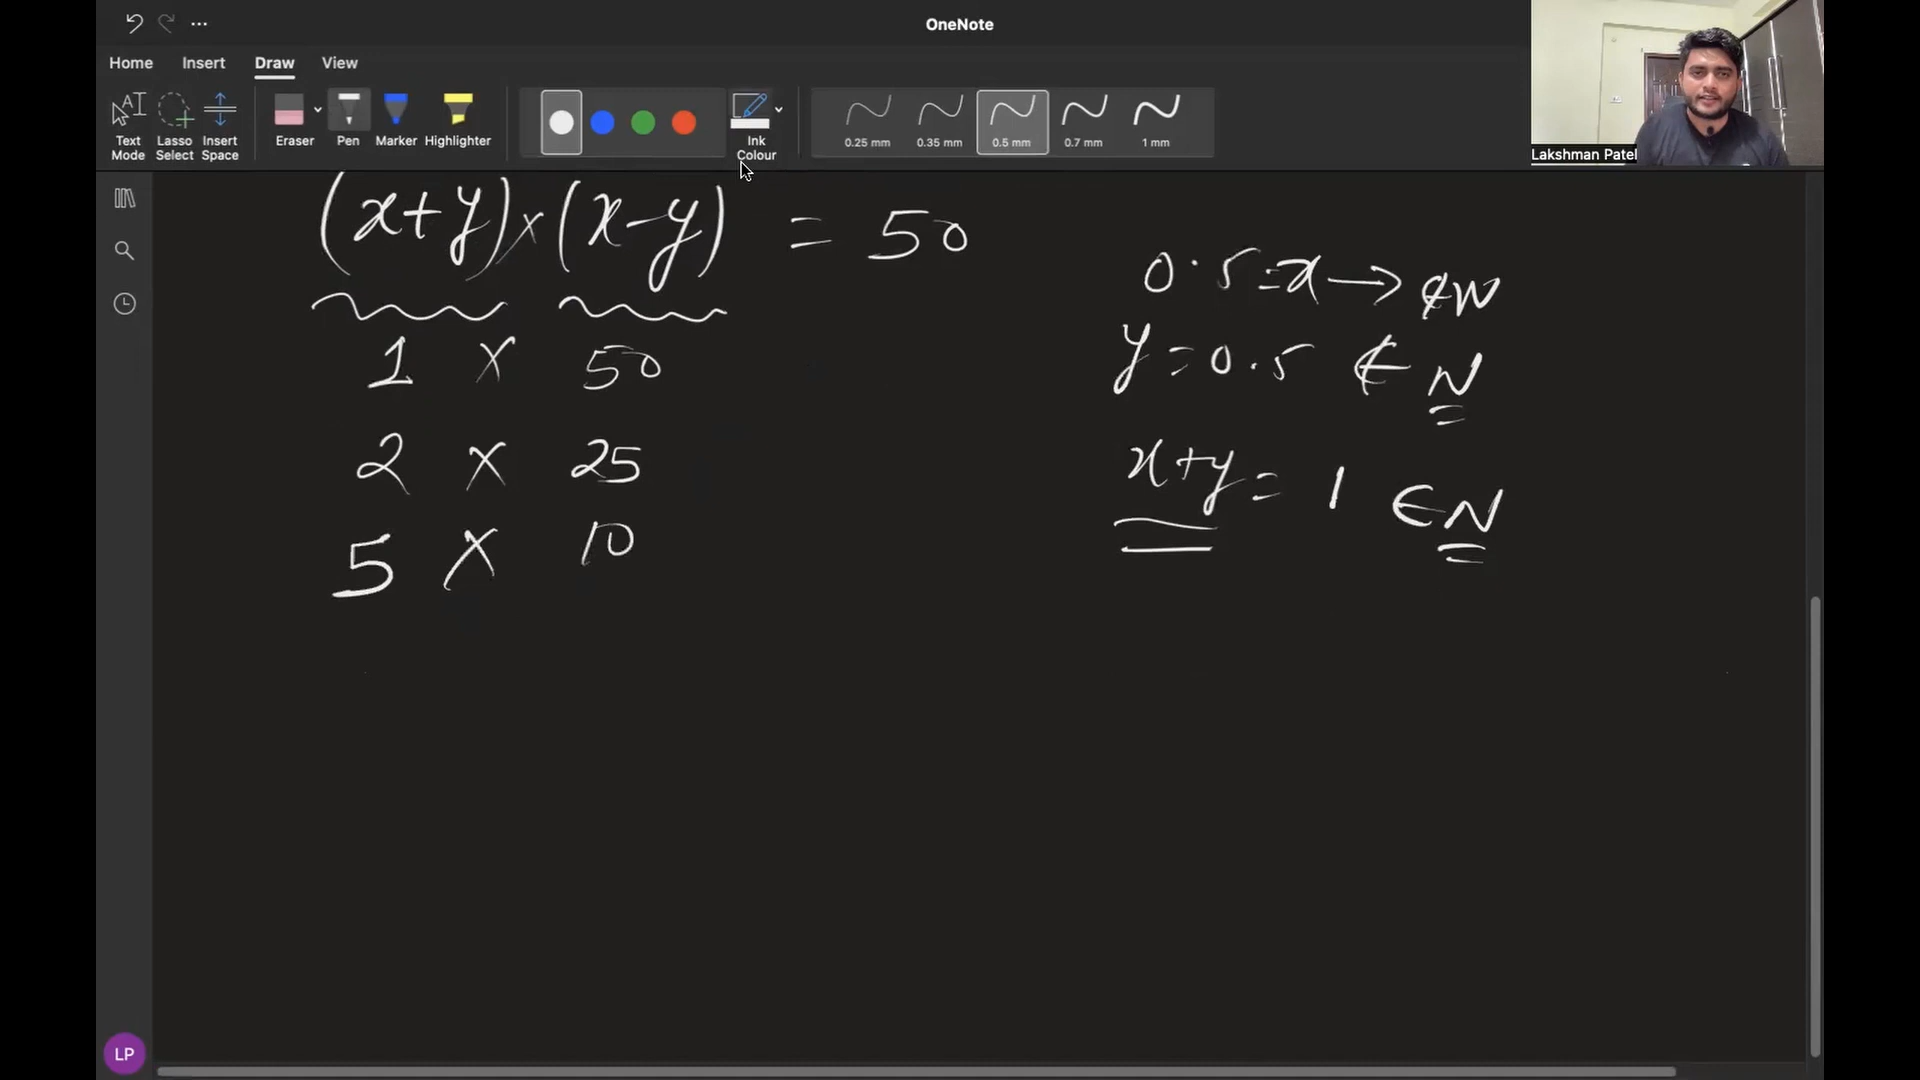 OneNote
Home Insert Draw View
Text Mode
Lasso Select
Insert Space
Eraser
Pen
Marker
Highlighter
Ink Colour
0.25 mm
0.35 mm
0.5 mm
0.7 mm
1 mm
Lakshman Patel
(x+y)×(x-y) = 50
1 × 50
2 × 25
5 × 10
0.5=x → ∉N
y=0.5 ∉ N
x+y = 1 ∈N
LP